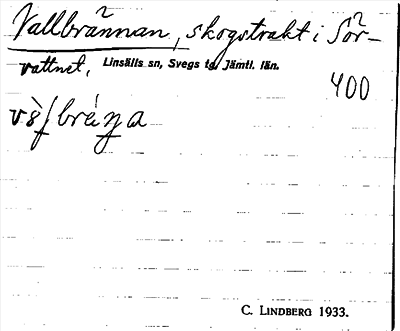 Vallbrännan, skogstrakt i Sör-
vattnet, Linsälls sn, Svegs tg, Jämtl. län.
400
C. LINDBERG 1933.